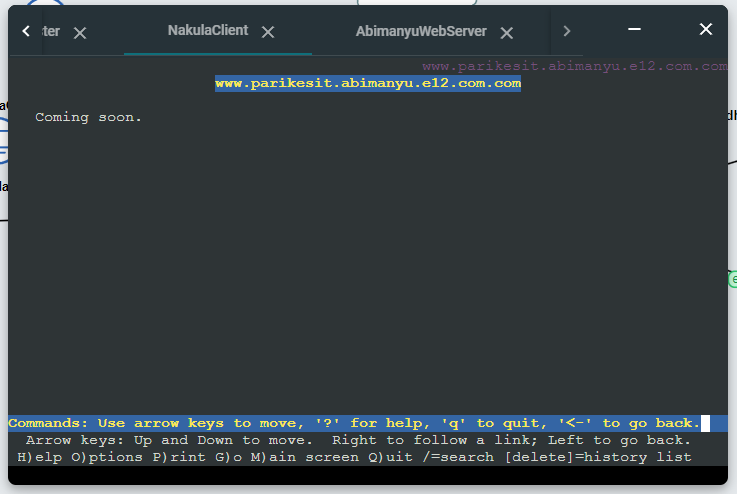 ter NakulaClient AbimanyuWebServer
www.parikesit.abimanyu.e12.com.com
www.parikesit.abimanyu.e12.com.com
Coming soon.
Commands: Use arrow keys to move, '?' for help, 'q' to quit, '<-' to go back.
Arrow keys: Up and Down to move.  Right to follow a link; Left to go back.
H)elp O)ptions P)rint G)o M)ain screen Q)uit /=search [delete]=history list